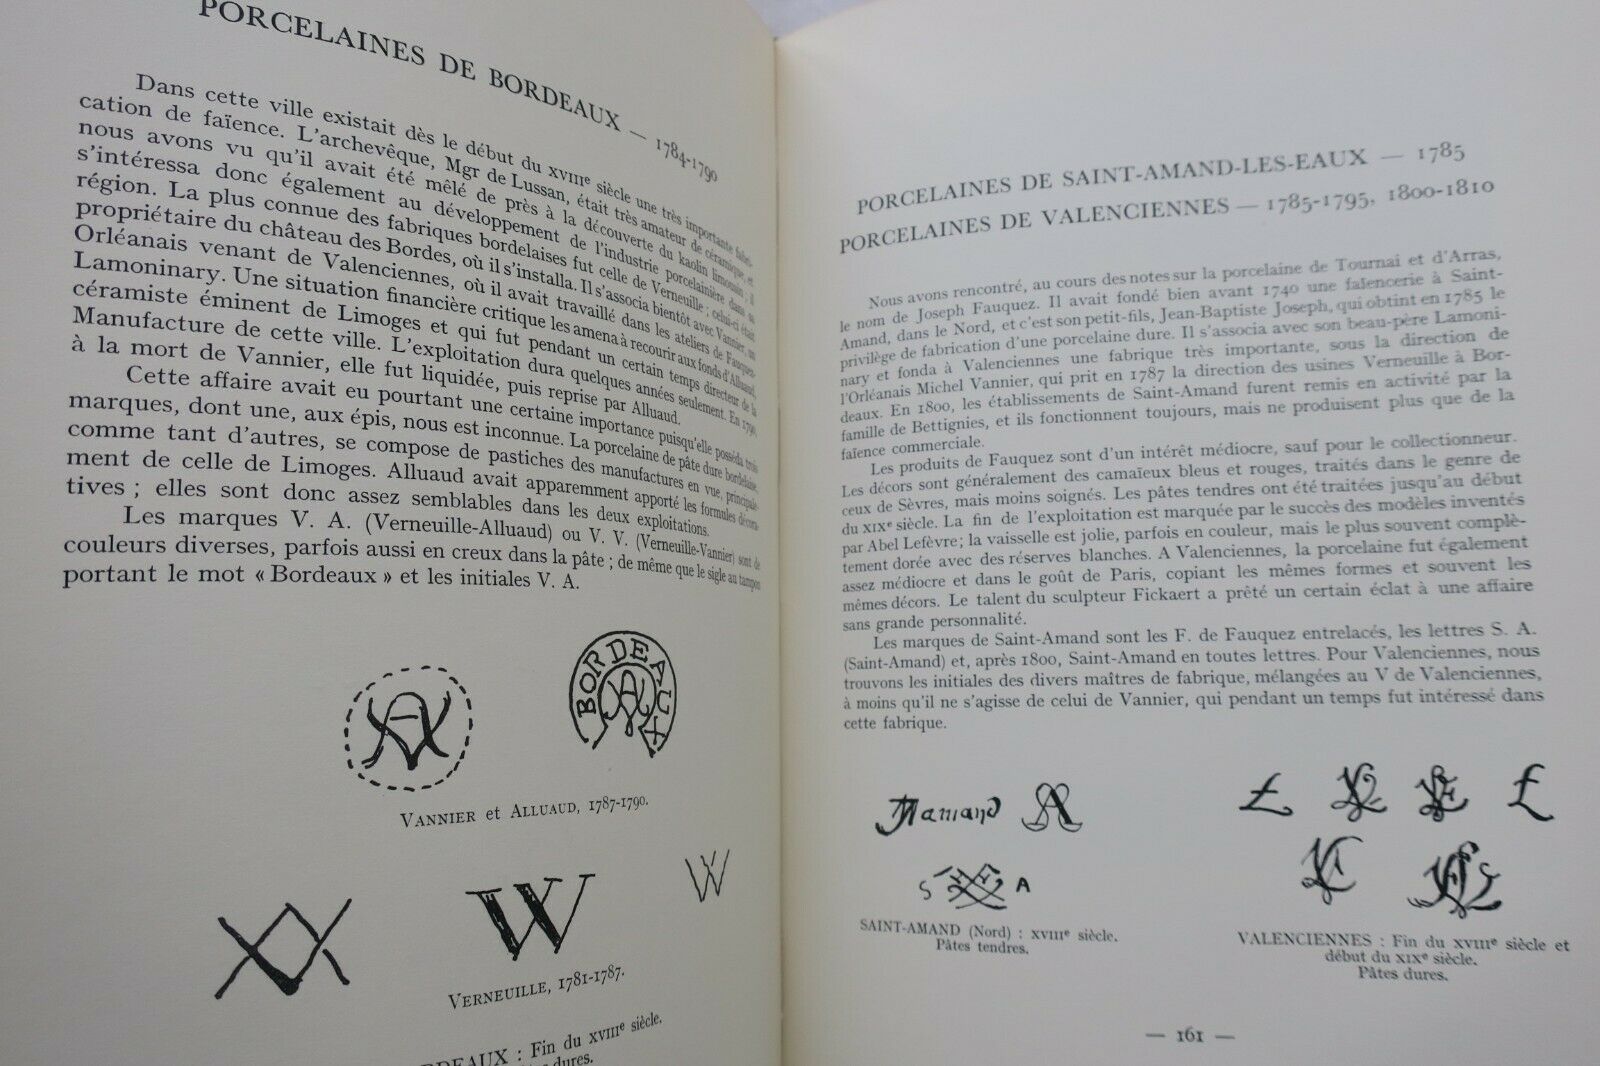 PORCELAINES DE BORDEAUX — 1784-1790
Dans cette ville existait dès le début du XVIIIe siècle une très importante fabri-
cation de faïence. L'archevêque, Mgr de Lussan, était très amateur de céramique, et
nous avons vu qu'il avait été mêlé de près à la découverte du kaolin limousin ; il
s'intéressa donc également au développement de l'industrie porcelainière dans sa
région. La plus connue des fabriques bordelaises fut celle de Verneuille ; celui-ci était
propriétaire du château des Bordes, où il s'installa. Il s'associa bientôt avec Vannier, un
Orléanais venant de Valenciennes, où il avait travaillé dans les ateliers de Fauquez-
Lamoninary. Une situation financière critique les amena à recourir aux fonds d'Alluaud,
céramiste éminent de Limoges et qui fut pendant un certain temps directeur de la
Manufacture de cette ville. L'exploitation dura quelques années seulement. En 1790,
à la mort de Vannier, elle fut liquidée, puis reprise par Alluaud.
Cette affaire avait eu pourtant une certaine importance puisqu'elle posséda trois
marques, dont une, aux épis, nous est inconnue. La porcelaine de pâte dure bordelaise,
comme tant d'autres, se compose de pastiches des manufactures en vue, principale-
ment de celle de Limoges. Alluaud avait apparemment apporté les formules décora-
tives ; elles sont donc assez semblables dans les deux exploitations.
Les marques V. A. (Verneuille-Alluaud) ou V. V. (Verneuille-Vannier) sont de
couleurs diverses, parfois aussi en creux dans la pâte ; de même que le sigle au tampon
portant le mot « Bordeaux » et les initiales V. A.
BORDEAUX
VANNIER et ALLUAUD, 1787-1790.
W W
VERNEUILLE, 1781-1787.
RDEAUX : Fin du XVIIIe siècle.
dures.
PORCELAINES DE SAINT-AMAND-LES-EAUX — 1785
PORCELAINES DE VALENCIENNES — 1785-1795, 1800-1810
Nous avons rencontré, au cours des notes sur la porcelaine de Tournai et d'Arras,
le nom de Joseph Fauquez. Il avait fondé bien avant 1740 une faïencerie à Saint-
Amand, dans le Nord, et c'est son petit-fils, Jean-Baptiste Joseph, qui obtint en 1785 le
privilège de fabrication d'une porcelaine dure. Il s'associa avec son beau-père Lamoni-
nary et fonda à Valenciennes une fabrique très importante, sous la direction de
l'Orléanais Michel Vannier, qui prit en 1787 la direction des usines Verneuille à Bor-
deaux. En 1800, les établissements de Saint-Amand furent remis en activité par la
famille de Bettignies, et ils fonctionnent toujours, mais ne produisent plus que de la
faïence commerciale.
Les produits de Fauquez sont d'un intérêt médiocre, sauf pour le collectionneur.
Les décors sont généralement des camaïeux bleus et rouges, traités dans le genre de
ceux de Sèvres, mais moins soignés. Les pâtes tendres ont été traitées jusqu'au début
du XIXe siècle. La fin de l'exploitation est marquée par le succès des modèles inventés
par Abel Lefèvre; la vaisselle est jolie, parfois en couleur, mais le plus souvent complè-
tement dorée avec des réserves blanches. A Valenciennes, la porcelaine fut également
assez médiocre et dans le goût de Paris, copiant les mêmes formes et souvent les
mêmes décors. Le talent du sculpteur Fickaert a prêté un certain éclat à une affaire
sans grande personnalité.
Les marques de Saint-Amand sont les F. de Fauquez entrelacés, les lettres S. A.
(Saint-Amand) et, après 1800, Saint-Amand en toutes lettres. Pour Valenciennes, nous
trouvons les initiales des divers maîtres de fabrique, mélangées au V de Valenciennes,
à moins qu'il ne s'agisse de celui de Vannier, qui pendant un temps fut intéressé dans
cette fabrique.
S A
SAINT-AMAND (Nord) : XVIIIe siècle.
Pâtes tendres.
VALENCIENNES : Fin du XVIIIe siècle et
début du XIXe siècle.
Pâtes dures.
— 161 —